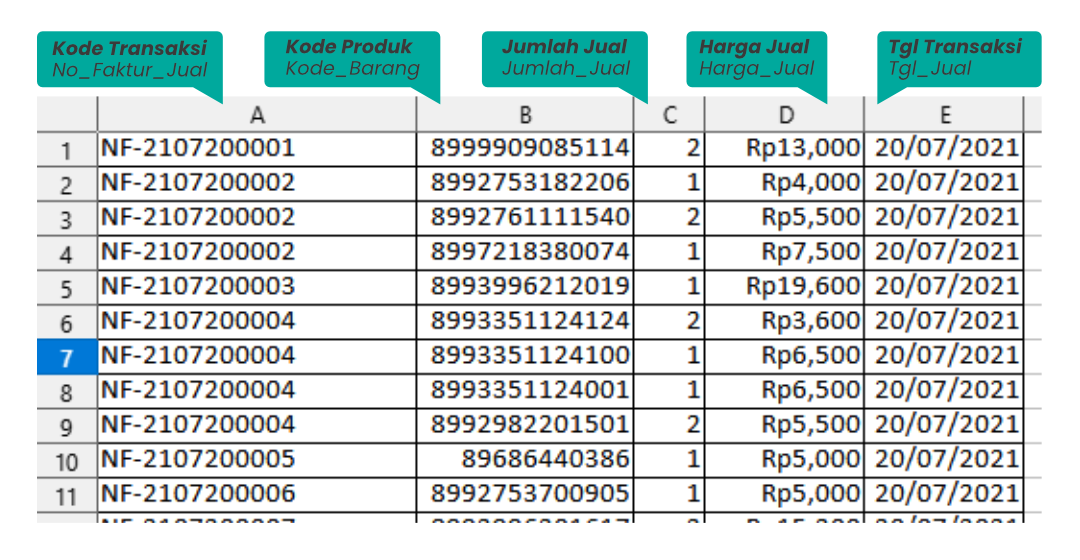 Kode Transaksi Kode Produk Jumlah Jual Harga Jual Tgl Transaksi
No_Faktur_Jual Kode_Barang Jumlah_Jual Harga_Jual Tgl_Jual
A B C D E
1 NF-2107200001 8999909085114 2 Rp13,000 20/07/2021
2 NF-2107200002 8992753182206 1 Rp4,000 20/07/2021
3 NF-2107200002 8992761111540 2 Rp5,500 20/07/2021
4 NF-2107200002 8997218380074 1 Rp7,500 20/07/2021
5 NF-2107200003 8993996212019 1 Rp19,600 20/07/2021
6 NF-2107200004 8993351124124 2 Rp3,600 20/07/2021
7 NF-2107200004 8993351124100 1 Rp6,500 20/07/2021
8 NF-2107200004 8993351124001 1 Rp6,500 20/07/2021
9 NF-2107200004 8992982201501 2 Rp5,500 20/07/2021
10 NF-2107200005 89686440386 1 Rp5,000 20/07/2021
11 NF-2107200006 8992753700905 1 Rp5,000 20/07/2021